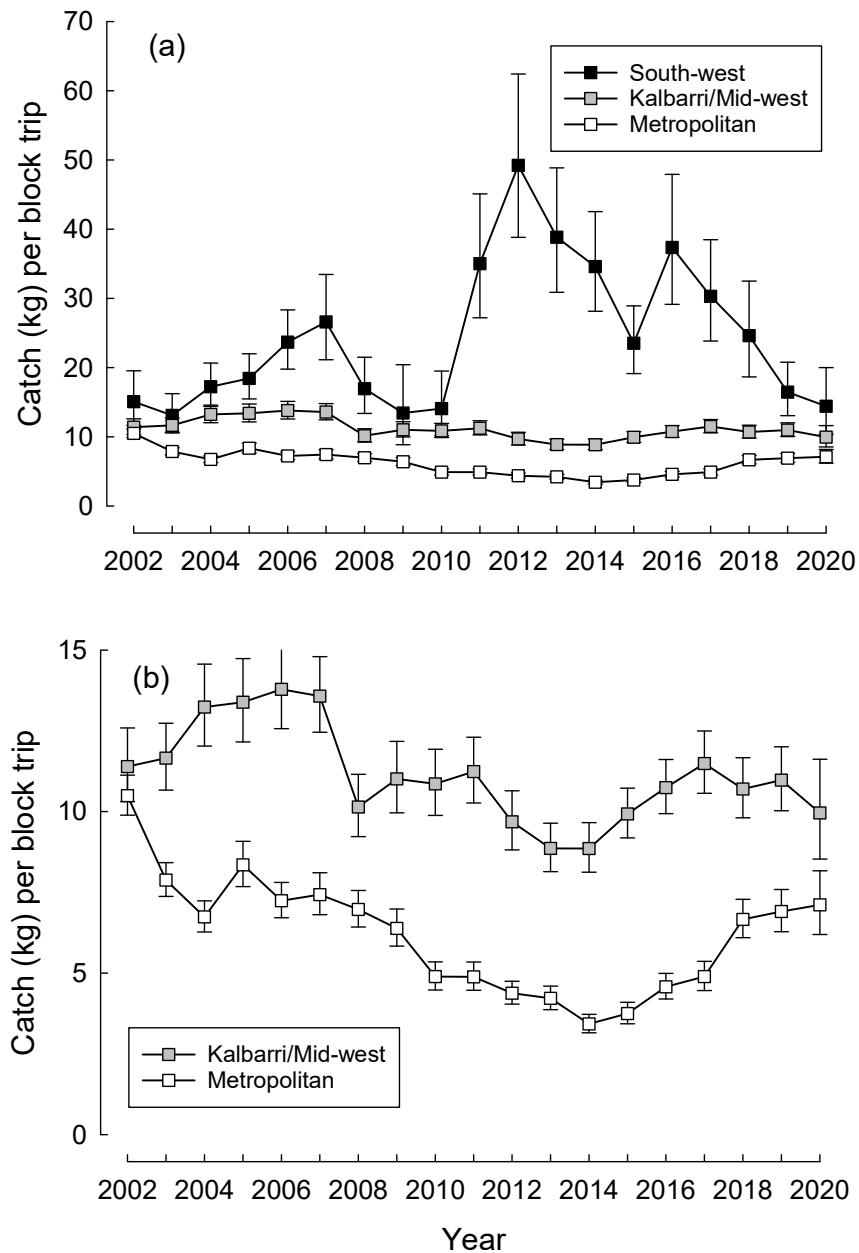 (a)
South-west
Kalbarri/Mid-west
Metropolitan
Catch (kg) per block trip
70
60
50
40
30
20
10
0
2002 2004 2006 2008 2010 2012 2014 2016 2018 2020
(b)
Catch (kg) per block trip
15
10
5
0
Kalbarri/Mid-west
Metropolitan
2002 2004 2006 2008 2010 2012 2014 2016 2018 2020
Year